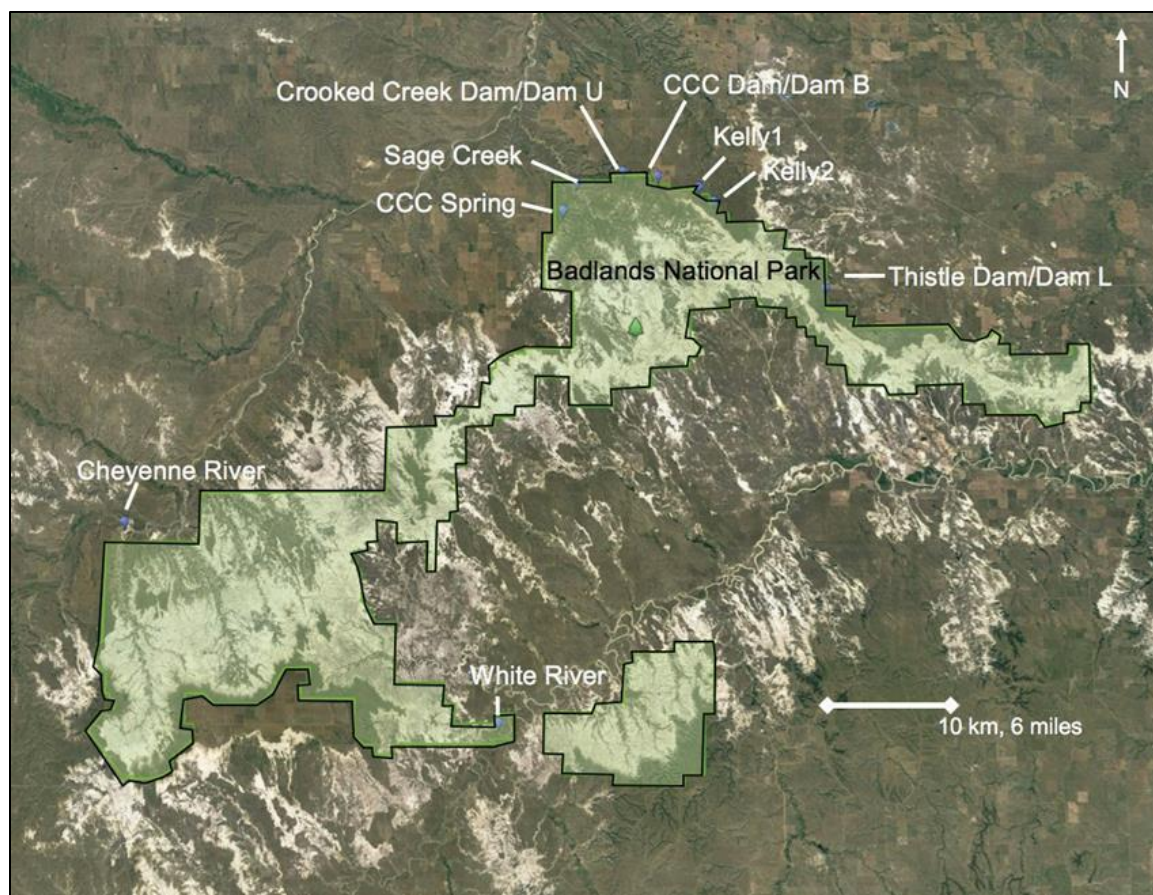 N
Crooked Creek Dam/Dam U
CCC Dam/Dam B
Kelly1
Sage Creek
Kelly2
CCC Spring
Badlands National Park
Thistle Dam/Dam L
Cheyenne River
White River
10 km, 6 miles